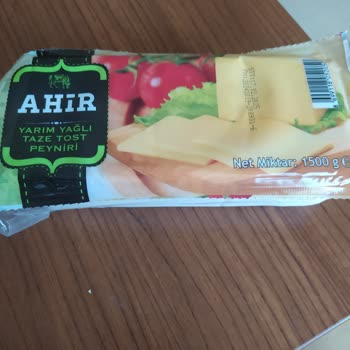 AHİR
YARIM YAĞLI
TAZE TOST
PEYNİRİ
Net Miktar: 1500 g e